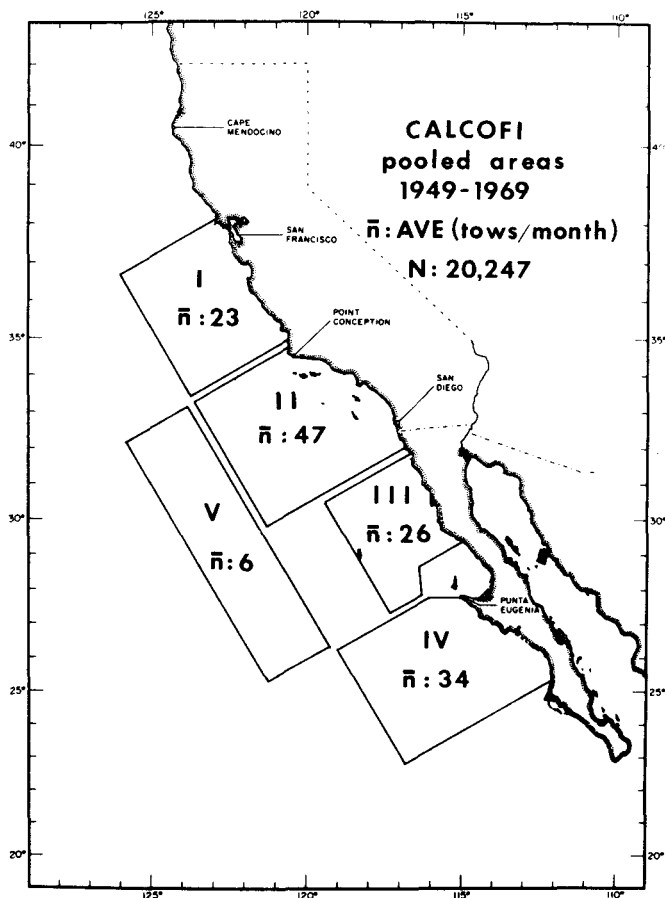 125°
120°
115°
110°
CAPE
MENDOCINO
CALCOFI
pooled areas
1949-1969
n̄: AVE (tows/month)
N: 20,247
40°
40°
SAN
FRANCISCO
I
n̄: 23
POINT
CONCEPTION
35°
35°
SAN
DIEGO
II
n̄: 47
III
n̄: 26
30°
30°
V
n̄: 6
PUNTA
EUGENIA
IV
n̄: 34
25°
25°
20°
20°
125°
120°
115°
110°